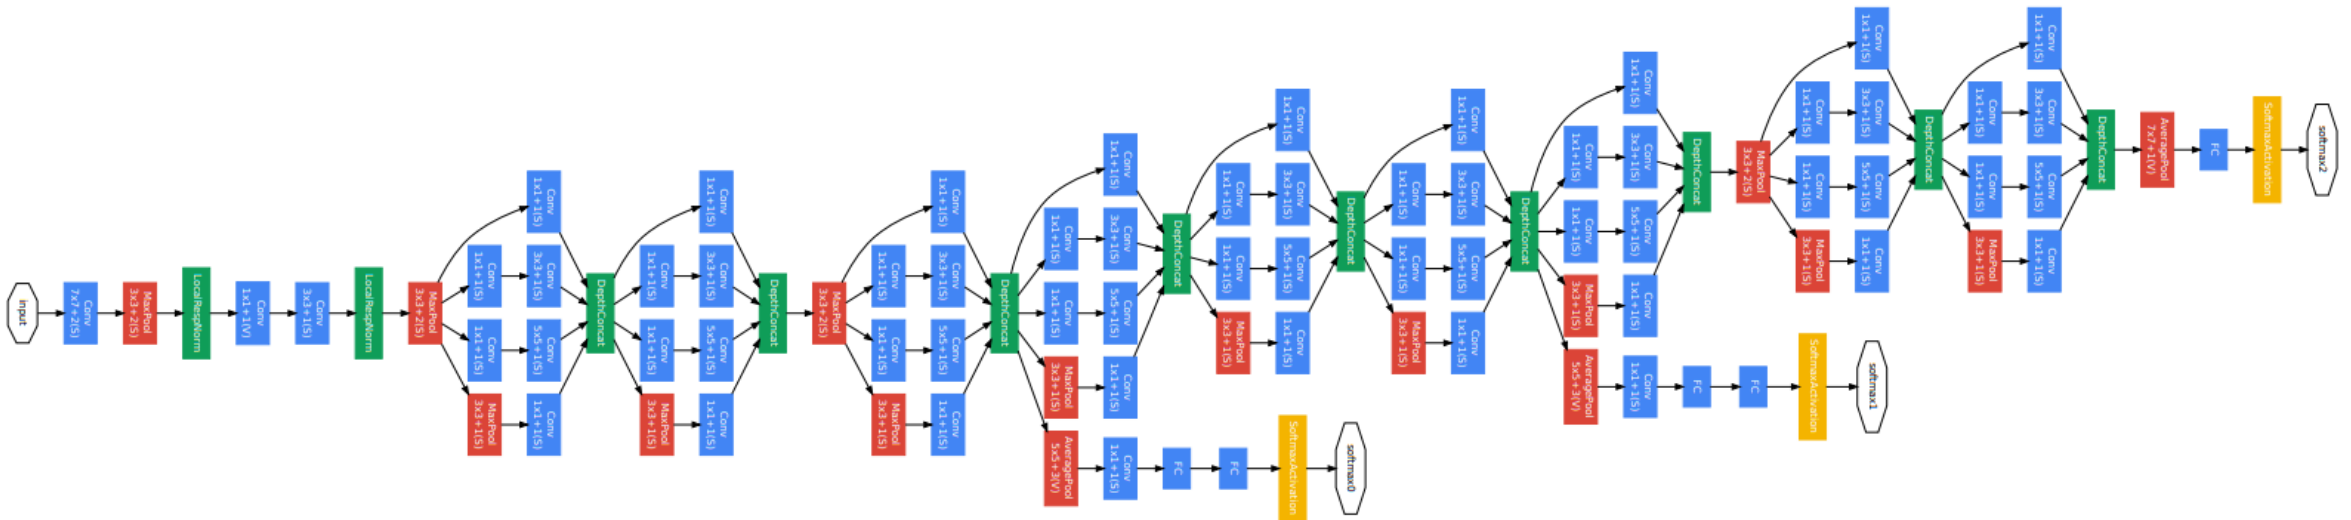 input
Conv
7x7+2(S)
MaxPool
3x3+2(S)
LocalRespNorm
Conv
1x1+1(V)
Conv
3x3+1(S)
LocalRespNorm
MaxPool
3x3+2(S)
Conv
1x1+1(S)
Conv
1x1+1(S)
MaxPool
3x3+1(S)
Conv
1x1+1(S)
Conv
3x3+1(S)
Conv
5x5+1(S)
Conv
1x1+1(S)
DepthConcat
Conv
1x1+1(S)
Conv
1x1+1(S)
MaxPool
3x3+1(S)
Conv
1x1+1(S)
Conv
3x3+1(S)
Conv
5x5+1(S)
Conv
1x1+1(S)
DepthConcat
MaxPool
3x3+2(S)
Conv
1x1+1(S)
Conv
1x1+1(S)
MaxPool
3x3+1(S)
Conv
1x1+1(S)
Conv
3x3+1(S)
Conv
5x5+1(S)
Conv
1x1+1(S)
DepthConcat
Conv
1x1+1(S)
Conv
1x1+1(S)
MaxPool
3x3+1(S)
AveragePool
5x5+3(V)
Conv
1x1+1(S)
Conv
3x3+1(S)
Conv
5x5+1(S)
Conv
1x1+1(S)
Conv
1x1+1(S)
DepthConcat
FC
Conv
1x1+1(S)
Conv
1x1+1(S)
MaxPool
3x3+1(S)
FC
Conv
1x1+1(S)
Conv
3x3+1(S)
Conv
5x5+1(S)
Conv
1x1+1(S)
SoftmaxActivation
DepthConcat
softmax0
Conv
1x1+1(S)
Conv
1x1+1(S)
MaxPool
3x3+1(S)
Conv
1x1+1(S)
Conv
3x3+1(S)
Conv
5x5+1(S)
Conv
1x1+1(S)
DepthConcat
Conv
1x1+1(S)
Conv
1x1+1(S)
MaxPool
3x3+1(S)
AveragePool
5x5+3(V)
Conv
1x1+1(S)
Conv
3x3+1(S)
Conv
5x5+1(S)
Conv
1x1+1(S)
Conv
1x1+1(S)
DepthConcat
FC
MaxPool
3x3+2(S)
FC
Conv
1x1+1(S)
Conv
1x1+1(S)
MaxPool
3x3+1(S)
SoftmaxActivation
Conv
1x1+1(S)
Conv
3x3+1(S)
Conv
5x5+1(S)
Conv
1x1+1(S)
softmax1
DepthConcat
Conv
1x1+1(S)
Conv
1x1+1(S)
MaxPool
3x3+1(S)
Conv
1x1+1(S)
Conv
3x3+1(S)
Conv
5x5+1(S)
Conv
1x1+1(S)
DepthConcat
AveragePool
7x7+1(V)
FC
SoftmaxActivation
softmax2